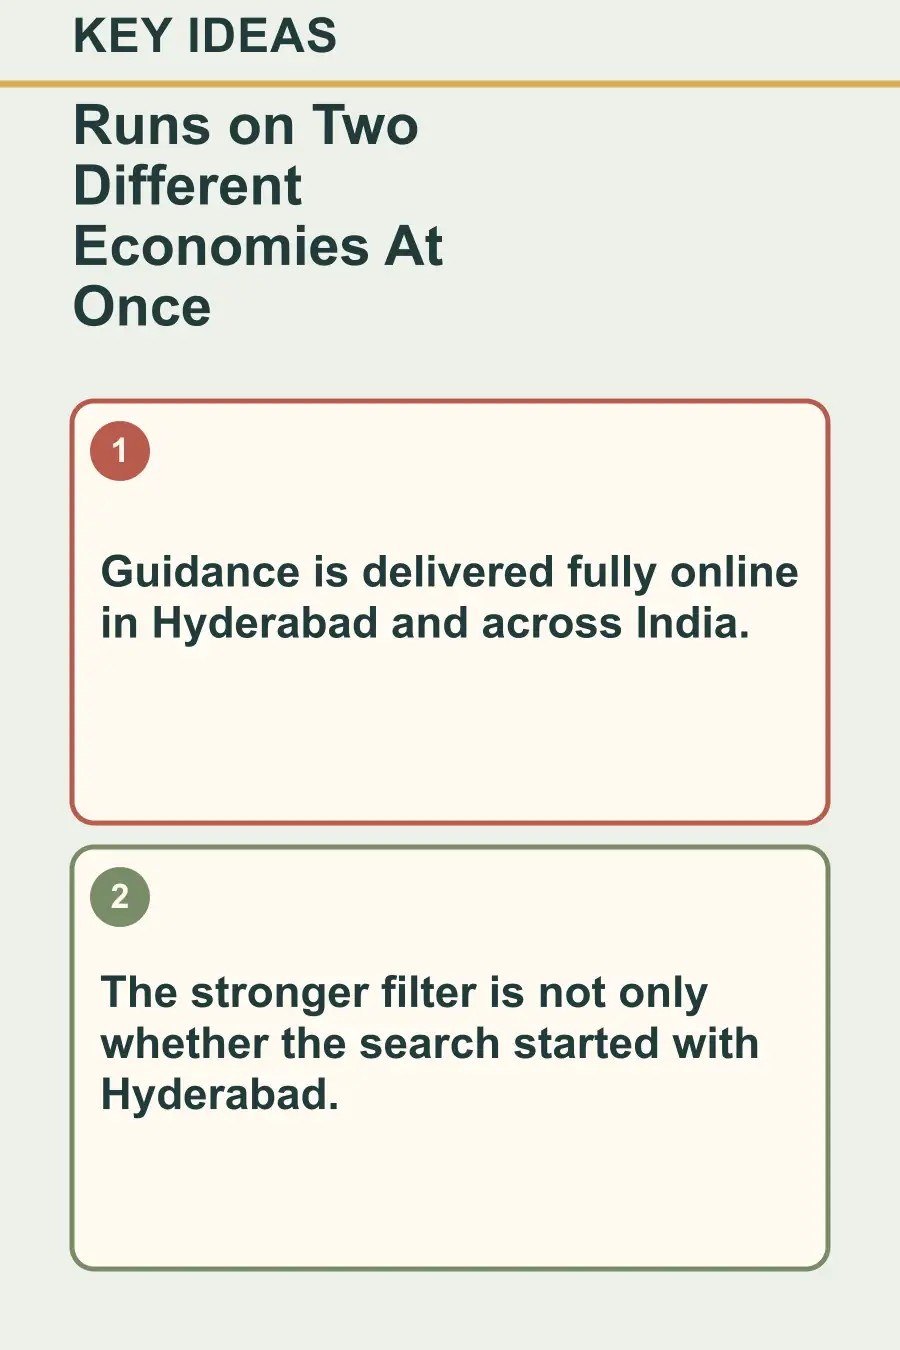 KEY IDEAS
Runs on Two
Different
Economies At
Once
1
Guidance is delivered fully online
in Hyderabad and across India.
2
The stronger filter is not only
whether the search started with
Hyderabad.